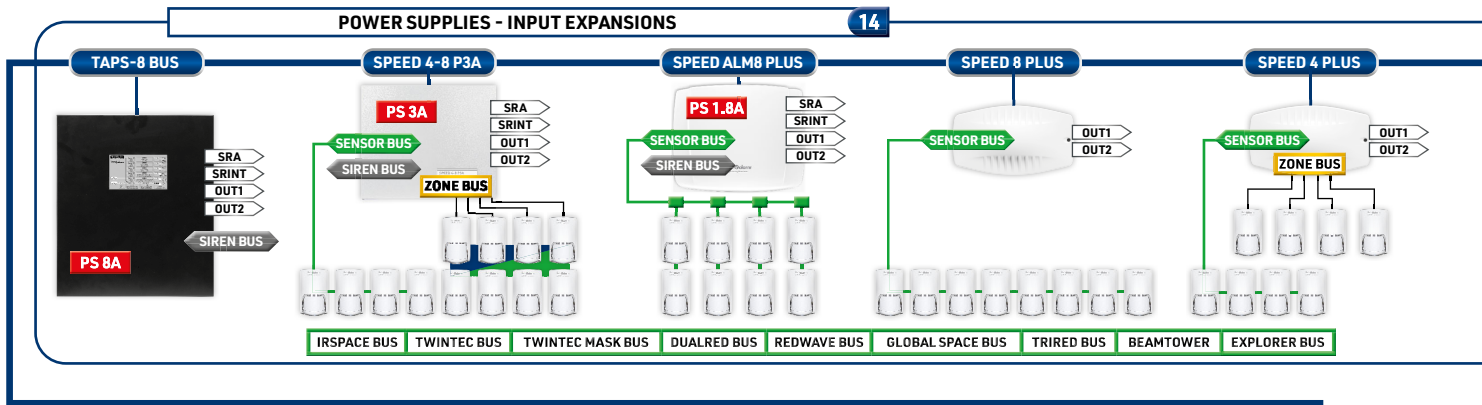 POWER SUPPLIES - INPUT EXPANSIONS
14
TAPS-8 BUS
SPEED 4-8 P3A
SPEED ALM8 PLUS
SPEED 8 PLUS
SPEED 4 PLUS
SRA
SRINT
OUT1
OUT2
SIREN BUS
PS 8A
PS 3A
SENSOR BUS
SIREN BUS
ZONE BUS
SRA
SRINT
OUT1
OUT2
PS 1.8A
SENSOR BUS
SIREN BUS
SRA
SRINT
OUT1
OUT2
SENSOR BUS
OUT1
OUT2
SENSOR BUS
ZONE BUS
OUT1
OUT2
IRSPACE BUS
TWINTEC BUS
TWINTEC MASK BUS
DUALRED BUS
REDWAVE BUS
GLOBAL SPACE BUS
TRIRED BUS
BEAMTOWER
EXPLORER BUS